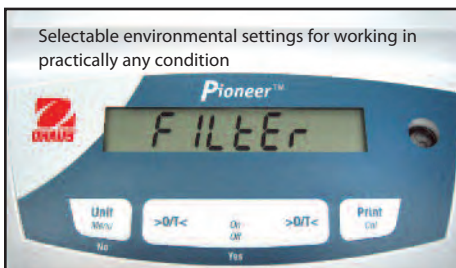 Selectable environmental settings for working in
practically any condition
Pioneer™
OHAUS
FILtEr
Unit
Menu
No
>0/T<
On
Off
Yes
>0/T<
Print
Cal